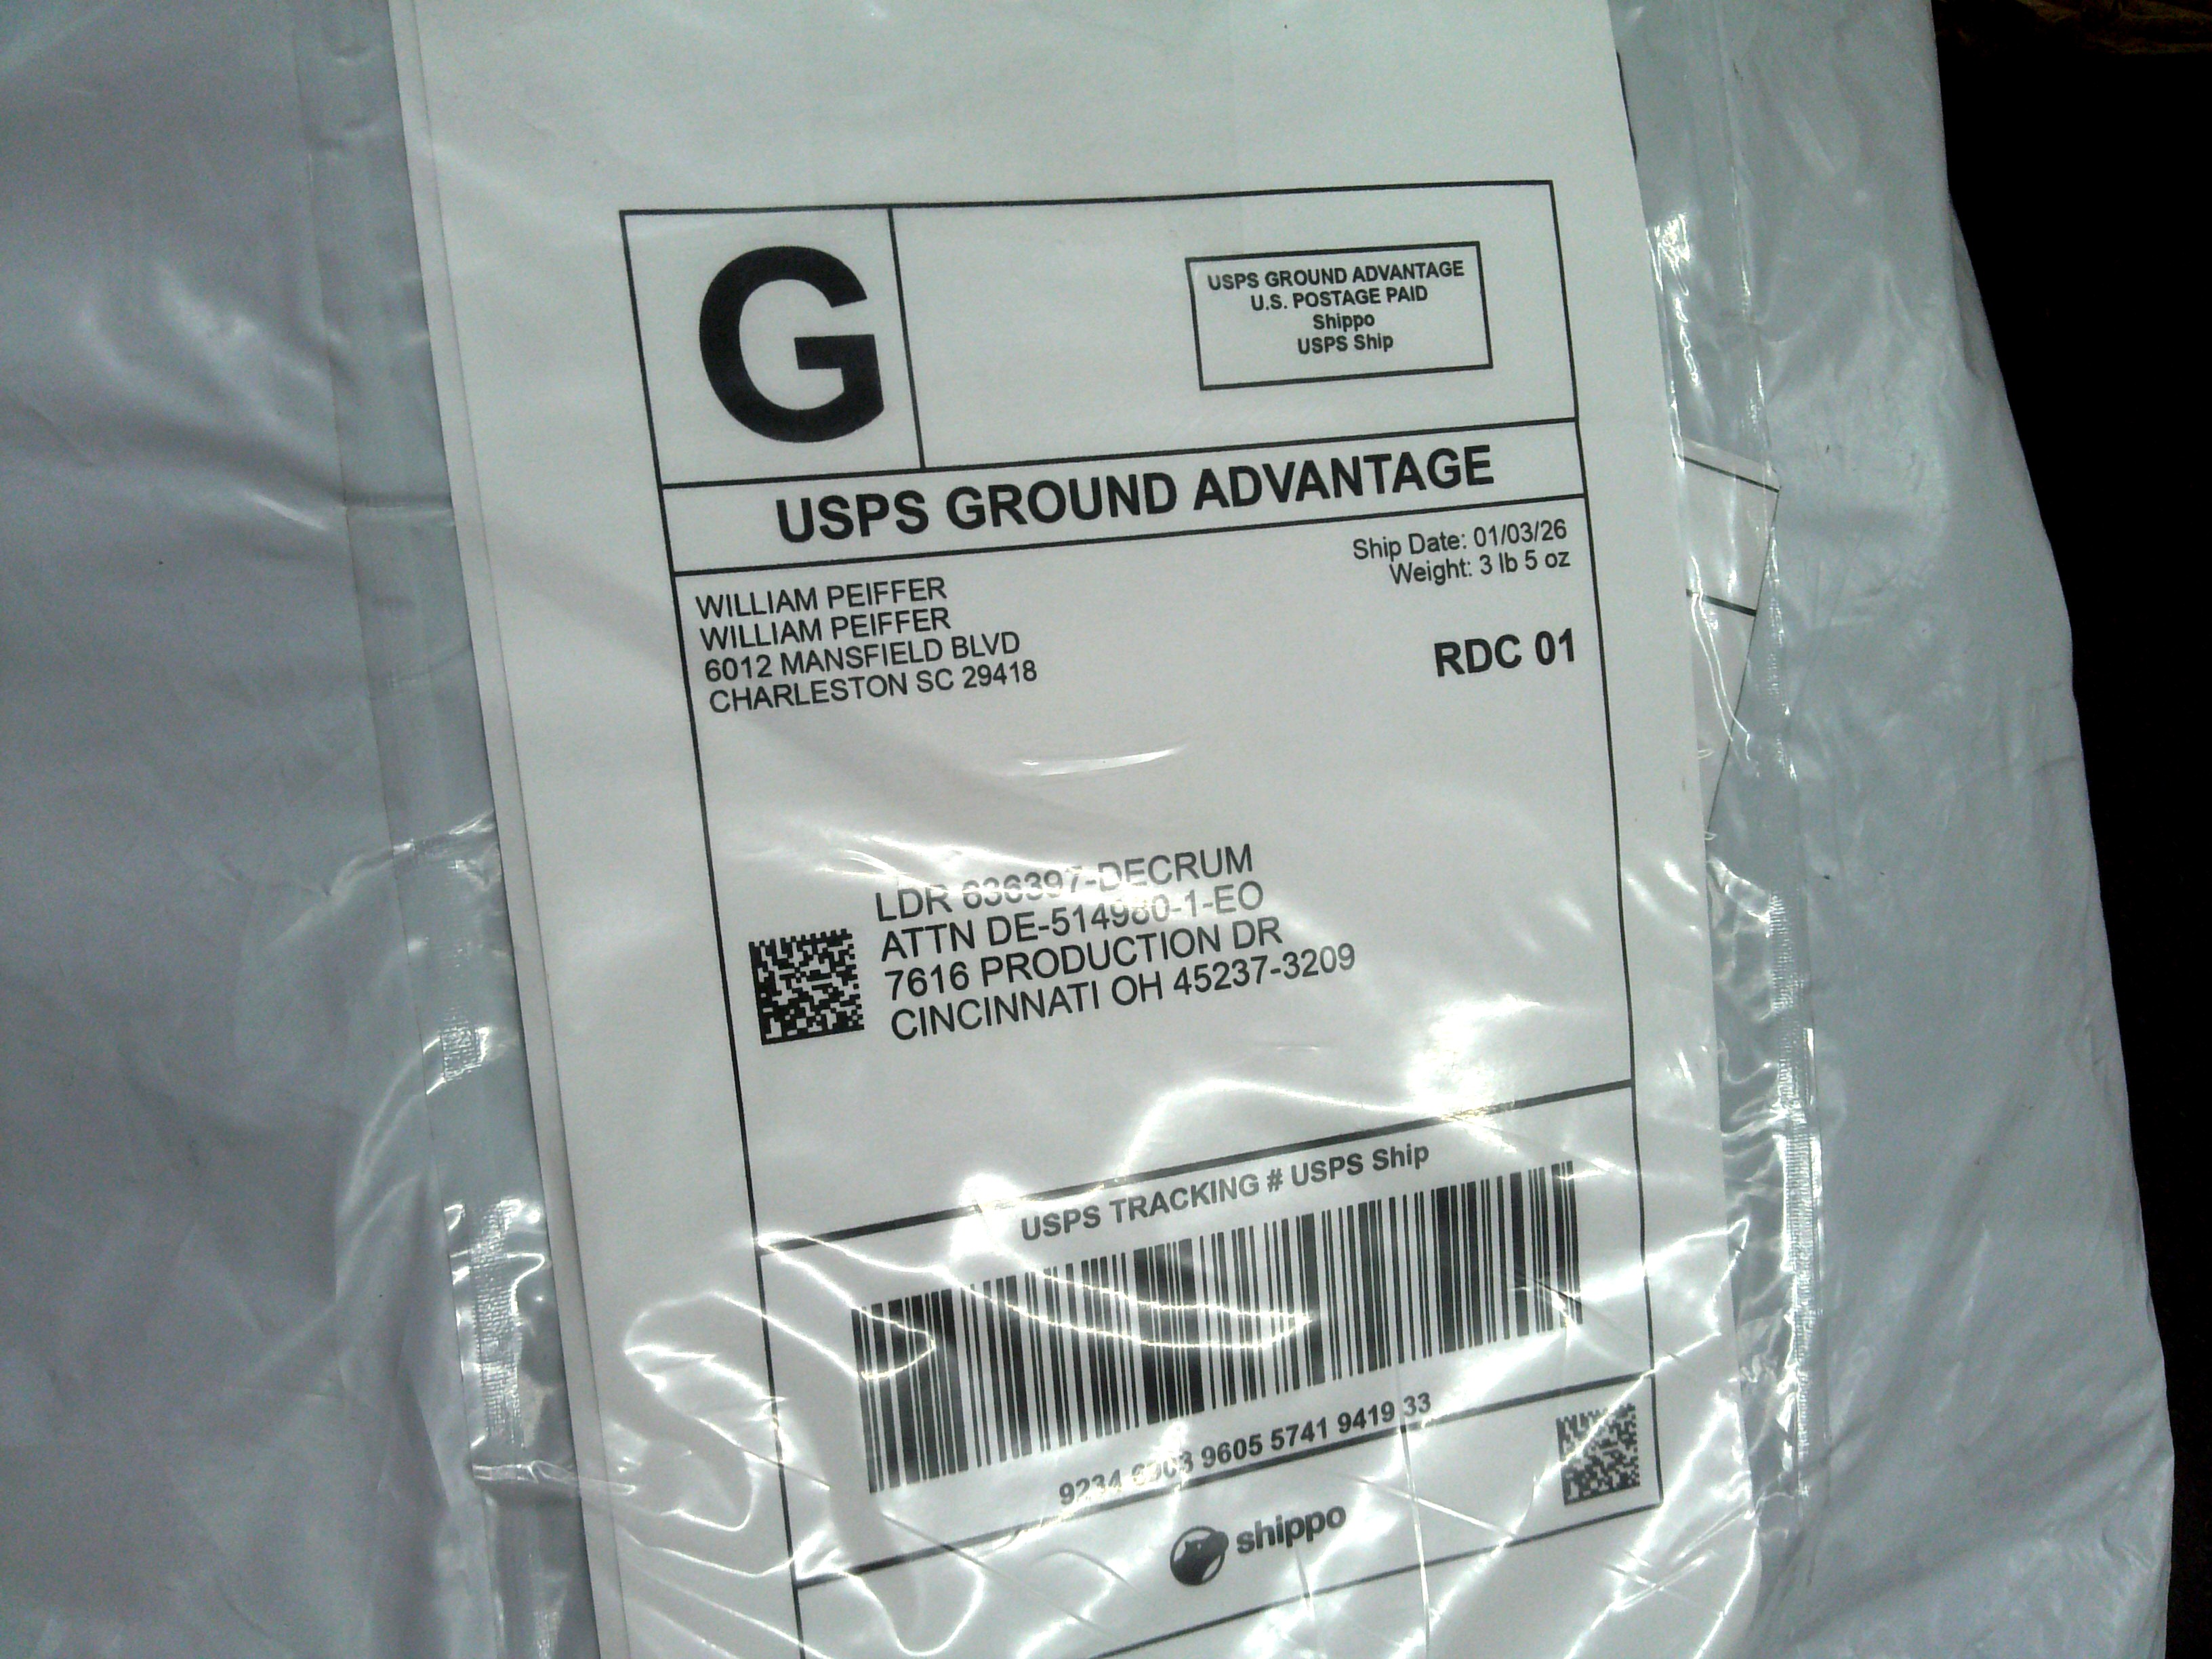 G
USPS GROUND ADVANTAGE
U.S. POSTAGE PAID
Shippo
USPS Ship
USPS GROUND ADVANTAGE
Ship Date: 01/03/26
Weight: 3 lb 5 oz
WILLIAM PEIFFER
WILLIAM PEIFFER
6012 MANSFIELD BLVD
CHARLESTON SC 29418
RDC 01
LDR 636397-DECRUM
ATTN DE-514980-1-EO
7616 PRODUCTION DR
CINCINNATI OH 45237-3209
USPS TRACKING # USPS Ship
9234 9605 5741 9419 33
shippo